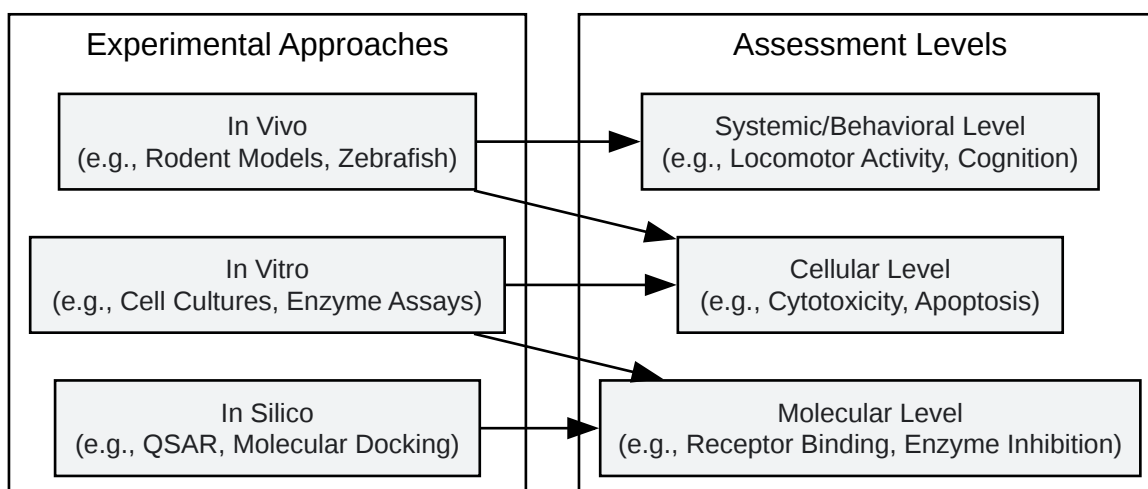 Experimental Approaches
In Vivo
(e.g., Rodent Models, Zebrafish)
In Vitro
(e.g., Cell Cultures, Enzyme Assays)
In Silico
(e.g., QSAR, Molecular Docking)
Assessment Levels
Systemic/Behavioral Level
(e.g., Locomotor Activity, Cognition)
Cellular Level
(e.g., Cytotoxicity, Apoptosis)
Molecular Level
(e.g., Receptor Binding, Enzyme Inhibition)